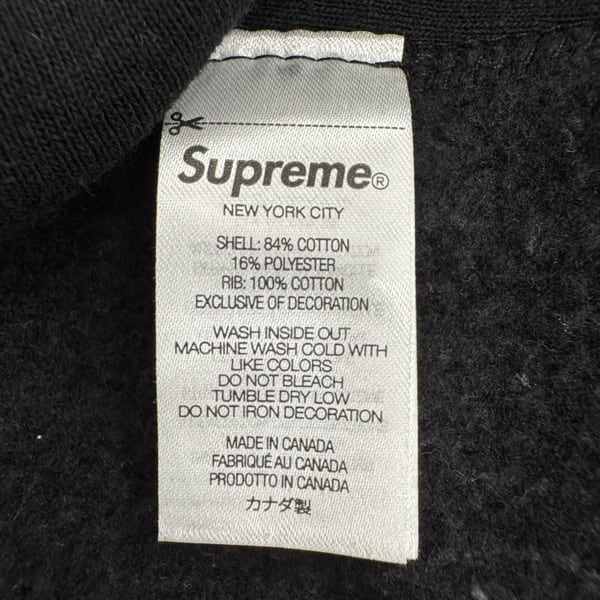 Supreme®
NEW YORK CITY
SHELL: 84% COTTON
16% POLYESTER
RIB: 100% COTTON
EXCLUSIVE OF DECORATION
WASH INSIDE OUT
MACHINE WASH COLD WITH
LIKE COLORS
DO NOT BLEACH
TUMBLE DRY LOW
DO NOT IRON DECORATION
MADE IN CANADA
FABRIQUÉ AU CANADA
PRODOTTO IN CANADA
カナダ製